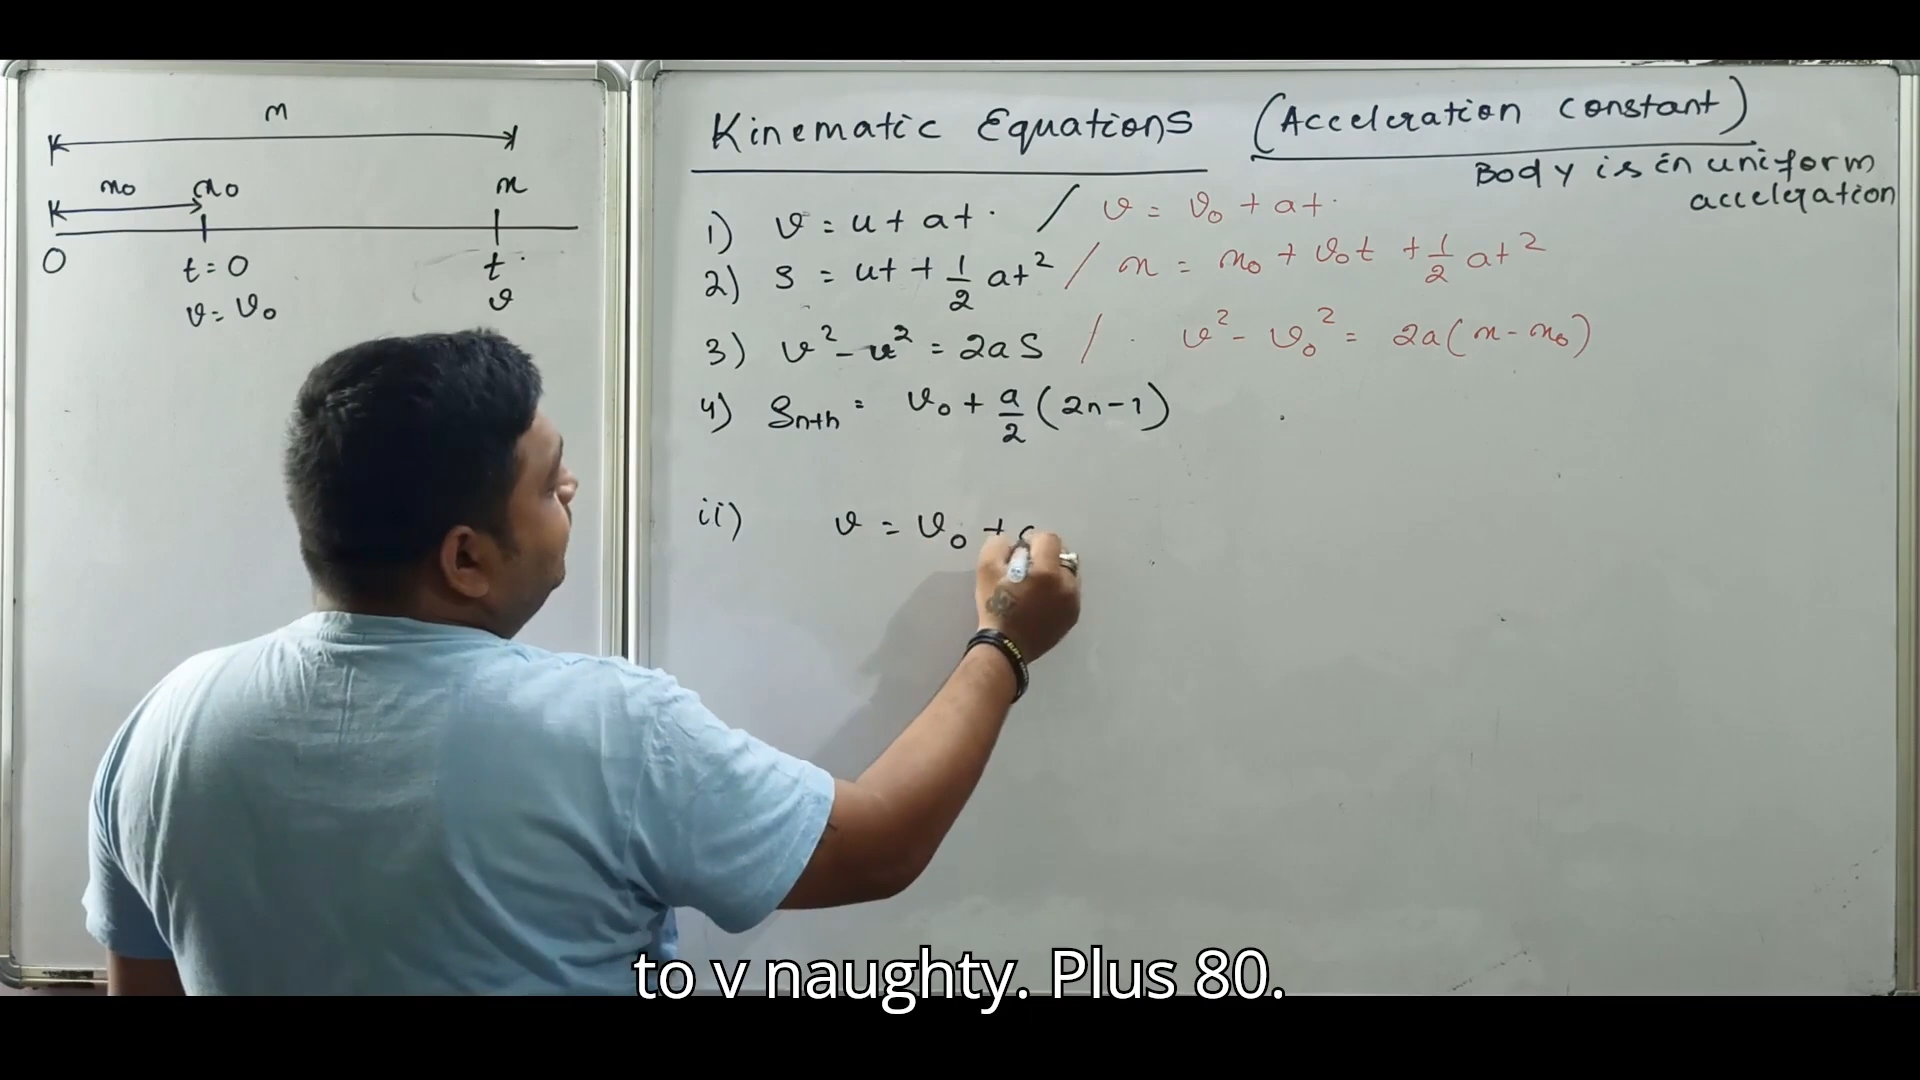 x
x₀ x₀ x
0 t = 0 t
v = v₀ v
Kinematic Equations (Acceleration constant)
Body is in uniform
acceleration
1) v = u + at. / v = v₀ + at.
2) S = ut + 1/2 at² / x = x₀ + v₀t + 1/2 at²
3) v² - u² = 2aS / v² - v₀² = 2a(x - x₀)
4) Snth = v₀ + a/2 (2n-1)
ii) v = v₀ +
to v naughty. Plus 80.